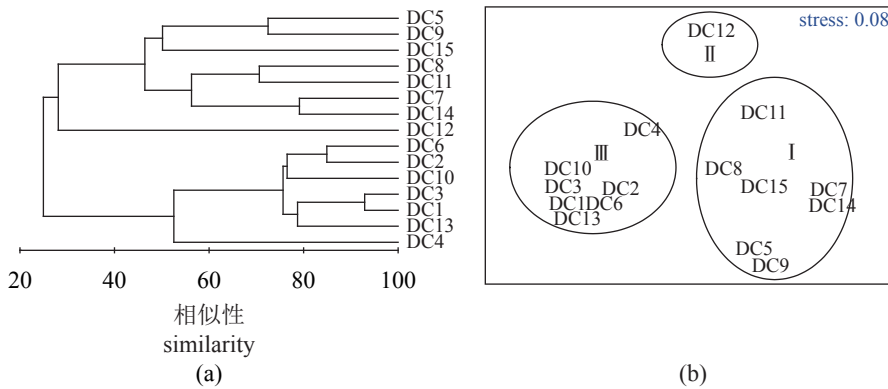 DC5
DC9
DC15
DC8
DC11
DC7
DC14
DC12
DC6
DC2
DC10
DC3
DC1
DC13
DC4
20 40 60 80 100
相似性
similarity
(a)
stress: 0.08
DC12
Ⅱ
DC11
DC4
Ⅲ
Ⅰ
DC10
DC8
DC3
DC2
DC15
DC7
DC1
DC6
DC14
DC13
DC5
DC9
(b)